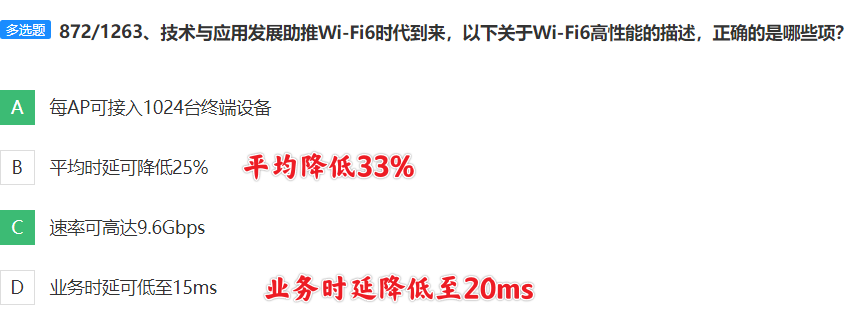 多选题 872/1263、技术与应用发展助推Wi-Fi6时代到来，以下关于Wi-Fi6高性能的描述，正确的是哪些项?
A 每AP可接入1024台终端设备
B 平均时延可降低25% 平均降低33%
C 速率可高达9.6Gbps
D 业务时延可低至15ms 业务时延降低至20ms